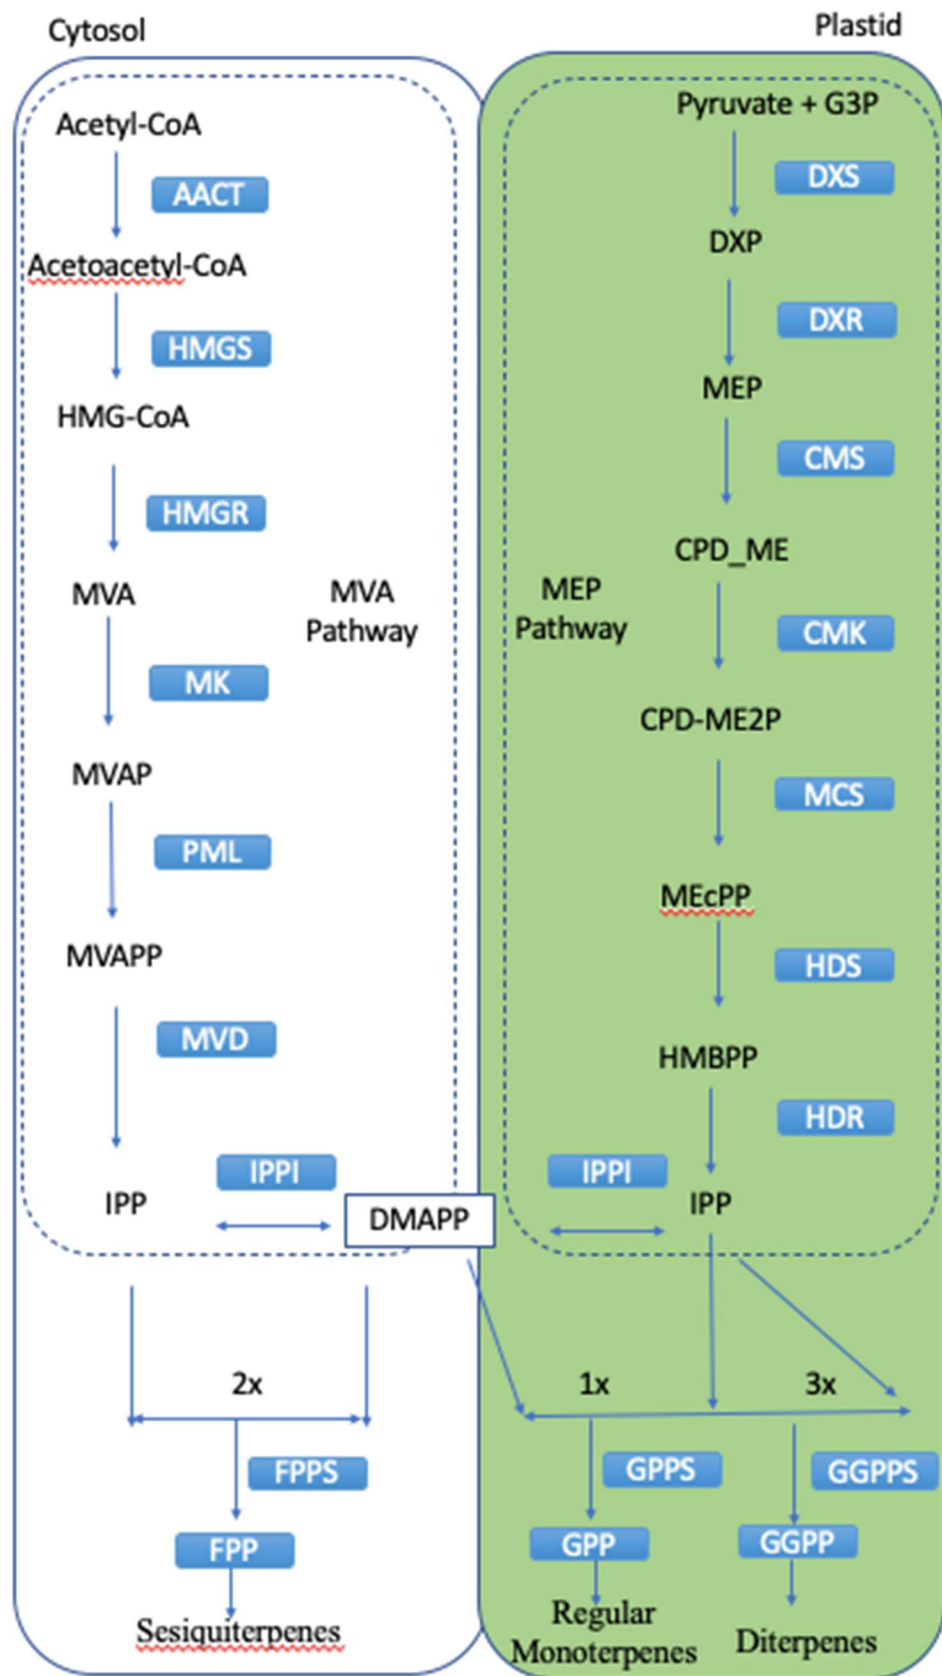 Cytosol
Acetyl-CoA
AACT
Acetoacetyl-CoA
HMGS
HMG-CoA
HMGR
MVA
MVA
Pathway
MK
MVAP
PML
MVAPP
MVD
IPPI
IPP
DMAPP
2x
FPPS
FPP
Sesiquiterpenes
Plastid
Pyruvate + G3P
DXS
DXP
DXR
MEP
CMS
CPD_ME
MEP
Pathway
CMK
CPD-ME2P
MCS
MEcPP
HDS
HMBPP
HDR
IPPI
IPP
1x
3x
GPPS
GGPPS
GPP
GGPP
Regular
Monoterpenes
Diterpenes